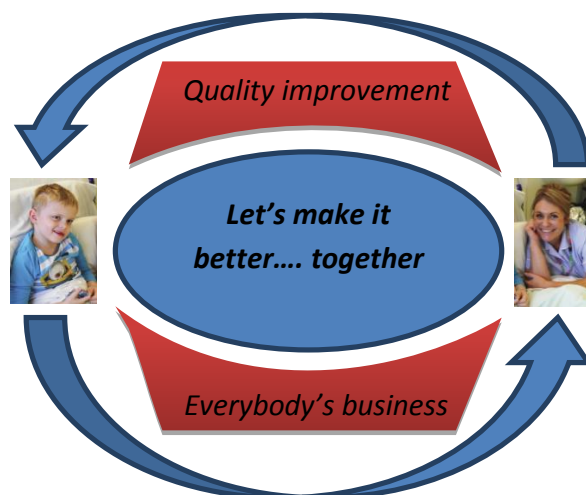 Quality improvement
Let’s make it
better…. together
Everybody’s business